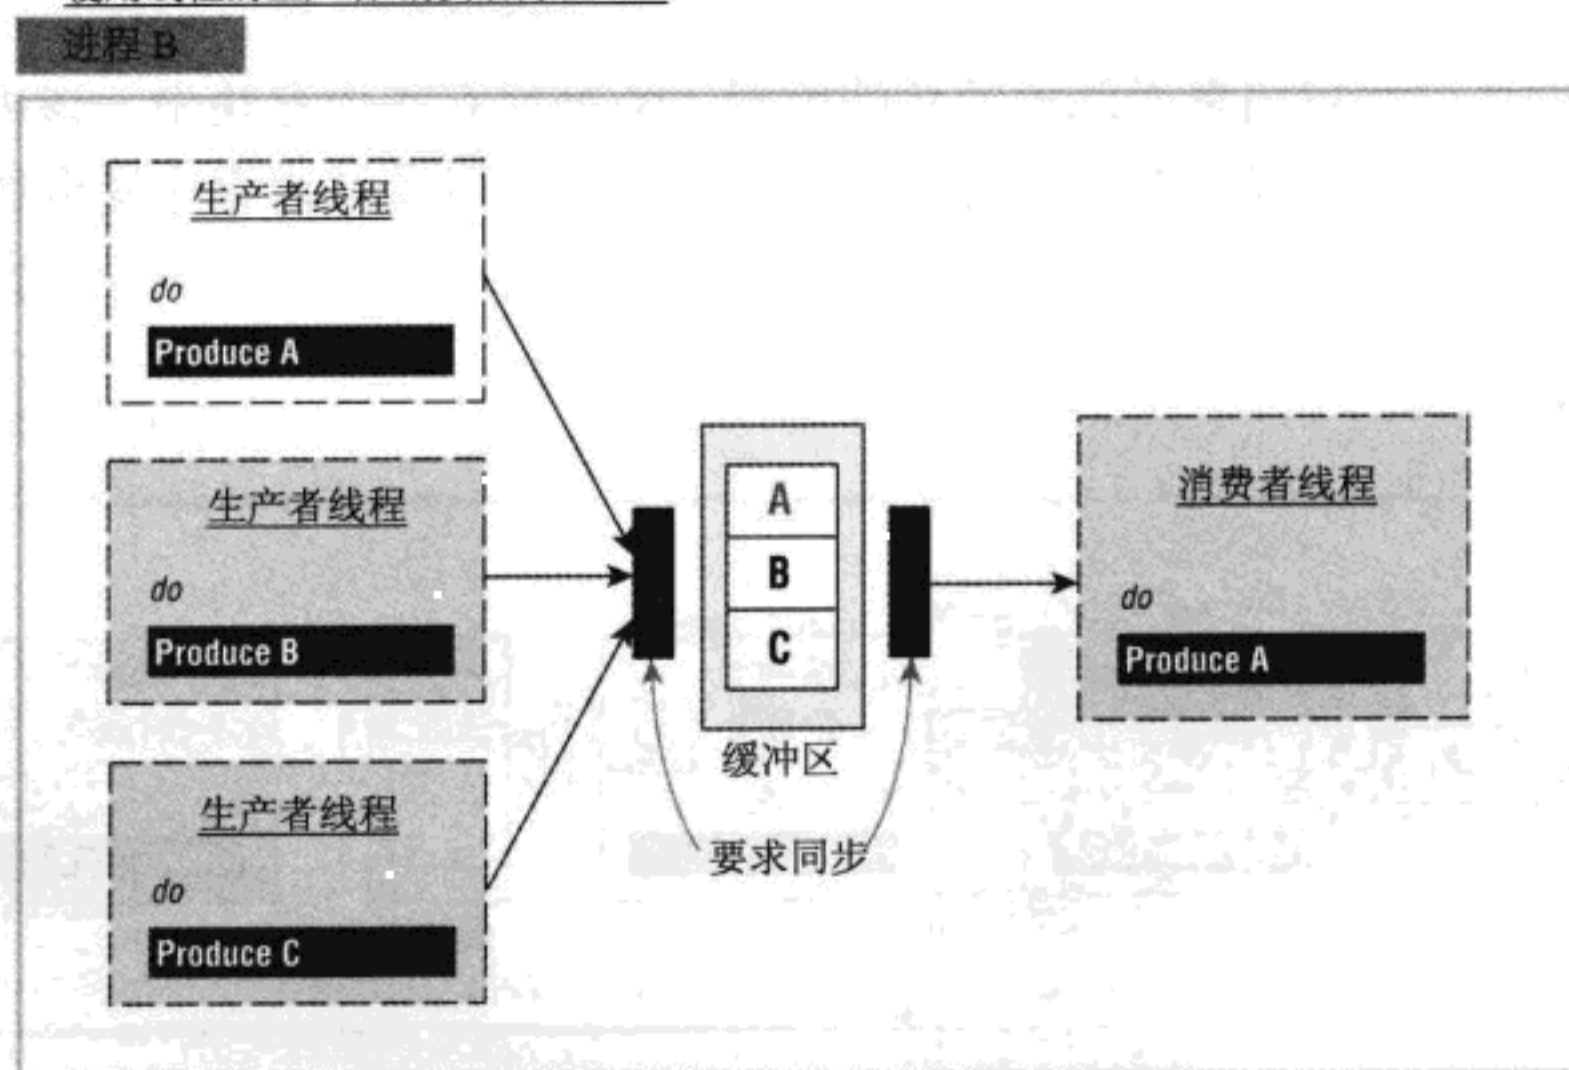 进程 B
生产者线程
do
Produce A
生产者线程
do
Produce B
生产者线程
do
Produce C
A
B
C
缓冲区
要求同步
消费者线程
do
Produce A